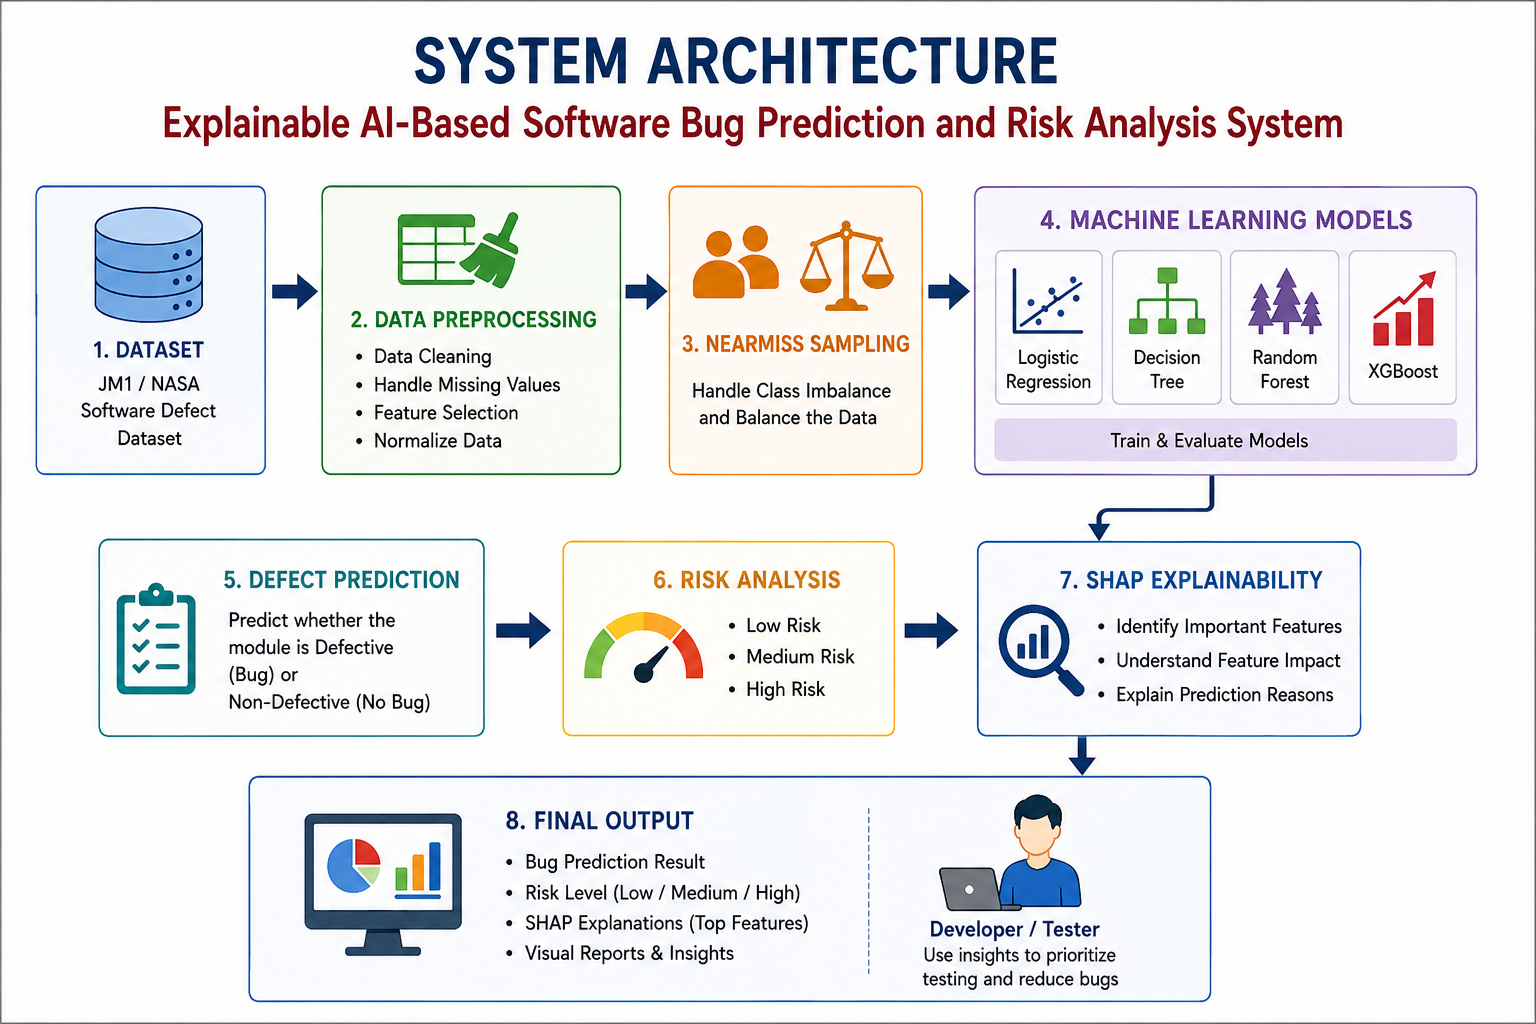 SYSTEM ARCHITECTURE
Explainable AI-Based Software Bug Prediction and Risk Analysis System
1. DATASET
JM1 / NASA
Software Defect
Dataset
2. DATA PREPROCESSING
• Data Cleaning
• Handle Missing Values
• Feature Selection
• Normalize Data
3. NEARMISS SAMPLING
Handle Class Imbalance
and Balance the Data
4. MACHINE LEARNING MODELS
Logistic
Regression
Decision
Tree
Random
Forest
XGBoost
Train & Evaluate Models
5. DEFECT PREDICTION
Predict whether the
module is Defective
(Bug) or
Non-Defective (No Bug)
6. RISK ANALYSIS
• Low Risk
• Medium Risk
• High Risk
7. SHAP EXPLAINABILITY
• Identify Important Features
• Understand Feature Impact
• Explain Prediction Reasons
8. FINAL OUTPUT
• Bug Prediction Result
• Risk Level (Low / Medium / High)
• SHAP Explanations (Top Features)
• Visual Reports & Insights
Developer / Tester
Use insights to prioritize
testing and reduce bugs